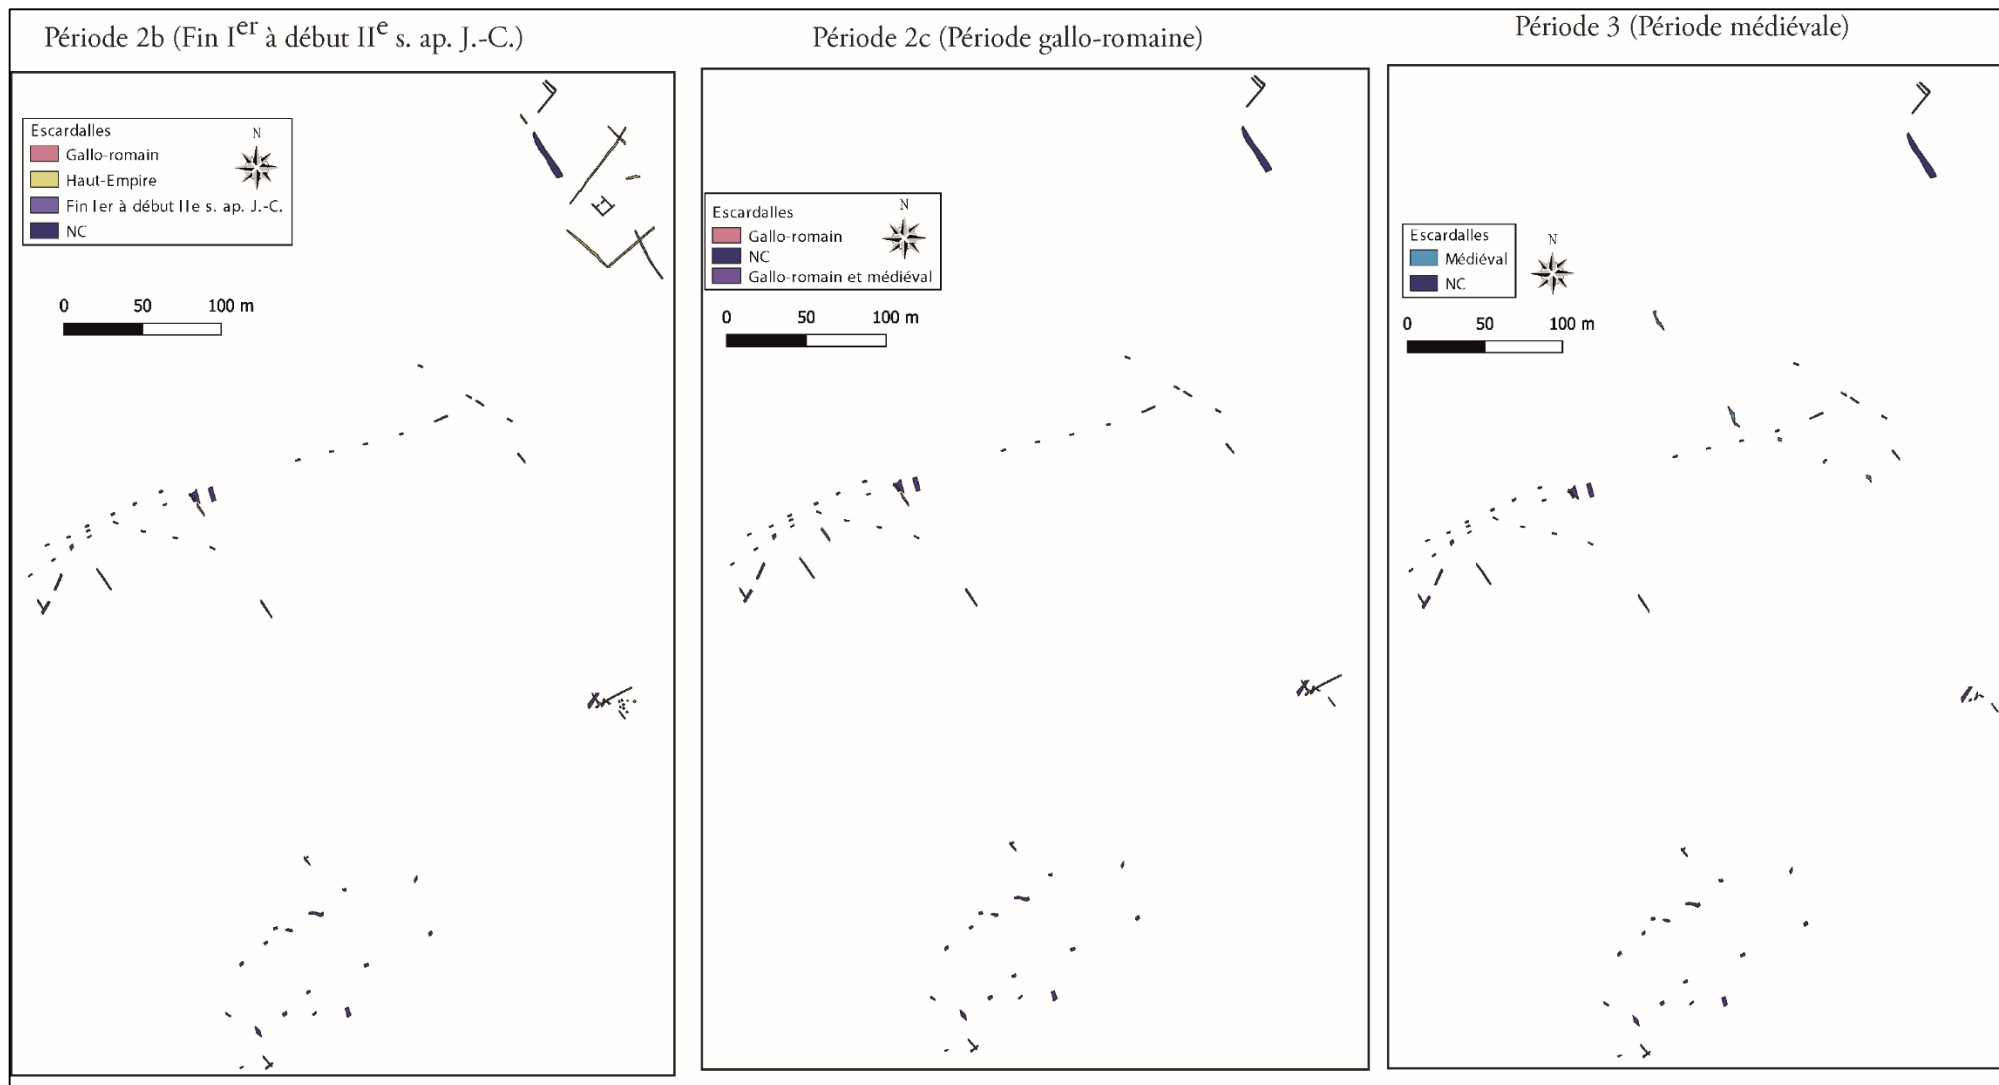 Période 2b (Fin Ier à début IIe s. ap. J.-C.)
Escardalles
N
Gallo-romain
Haut-Empire
Fin Ier à début IIe s. ap. J.-C.
NC
0 50 100 m
Période 2c (Période gallo-romaine)
Escardalles
N
Gallo-romain
NC
Gallo-romain et médiéval
0 50 100 m
Période 3 (Période médiévale)
Escardalles
N
Médiéval
NC
0 50 100 m